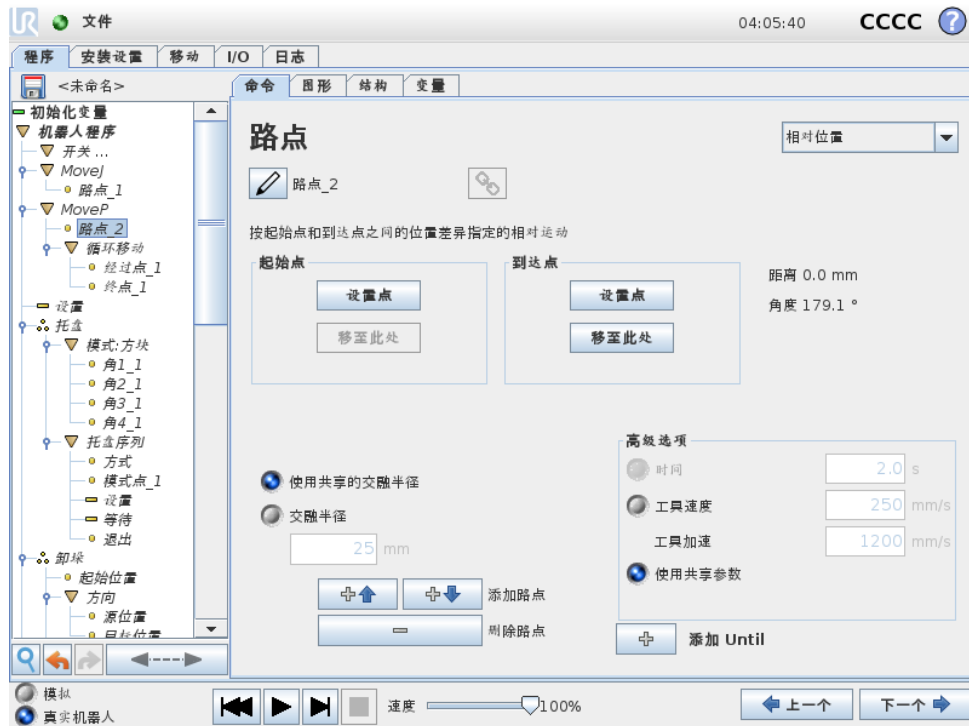 UR 文件 04:05:40 CCCC ?
程序 安装设置 移动 I/O 日志
<未命名> 命令 图形 结构 变量
初始化变量
机器人程序
开关 ...
MoveJ
路点_1
MoveP
路点_2
循环移动
经过点_1
终点_1
设置
托盘
模式:方块
角1_1
角2_1
角3_1
角4_1
托盘序列
方式
模式点_1
设置
等待
退出
卸垛
起始位置
方向
源位置
目标位置
路点
相对位置
路点_2
按起始点和到达点之间的位置差异指定的相对运动
起始点
设置点
移至此处
到达点
设置点
移至此处
距离 0.0 mm
角度 179.1 °
使用共享的交融半径
交融半径
25 mm
添加路点
删除路点
高级选项
时间 2.0 s
工具速度 250 mm/s
工具加速 1200 mm/s
使用共享参数
添加 Until
模拟
真实机器人
速度 100%
上一个 下一个